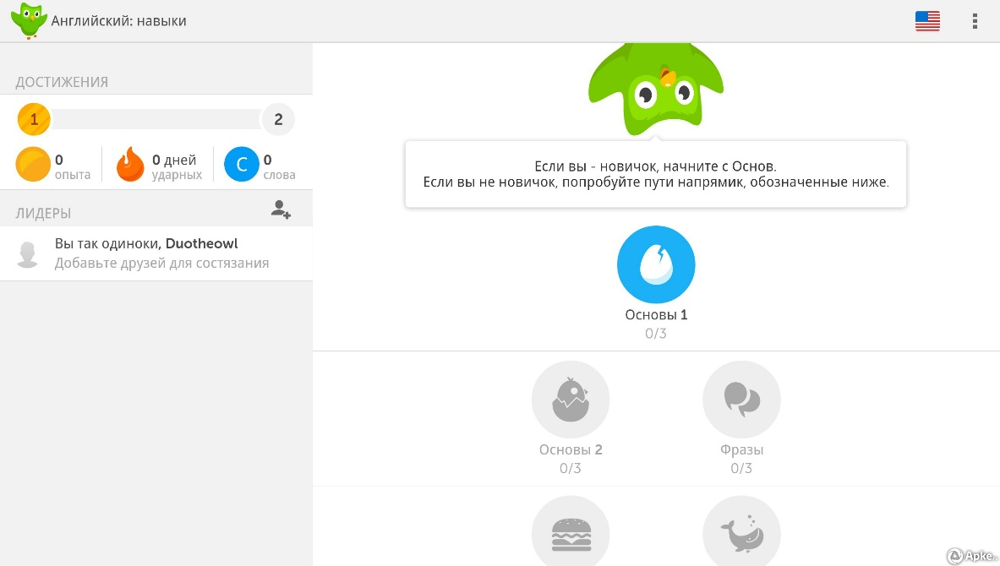 Английский: навыки
ДОСТИЖЕНИЯ
1
2
0
опыта
0 дней
ударных
C
0
слова
ЛИДЕРЫ
Вы так одиноки, Duotheowl
Добавьте друзей для состязания
Если вы - новичок, начните с Основ.
Если вы не новичок, попробуйте пути напрямик, обозначенные ниже.
Основы 1
0/3
Основы 2
0/3
Фразы
0/3